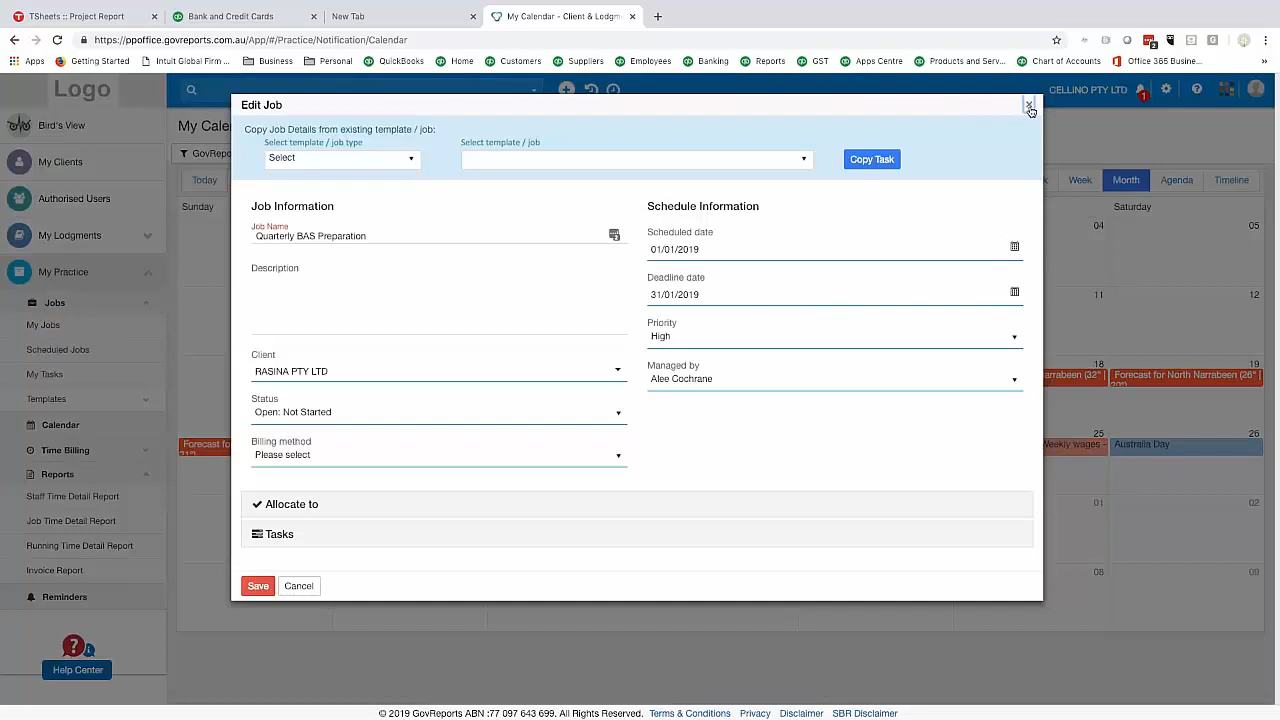 TSheets :: Project Report
Bank and Credit Cards
New Tab
My Calendar - Client & Lodgm
https://ppoffice.govreports.com.au/App/#/Practice/Notification/Calendar
2
Apps
Getting Started
Intuit Global Firm ...
Business
Personal
QuickBooks
Home
Customers
Suppliers
Employees
Banking
Reports
GST
Apps Centre
Products and Serv...
Chart of Accounts
Office 365 Busine...
»
Logo
CELLINO PTY LTD
1
Bird's View
My Clients
Authorised Users
My Lodgments
My Practice
Jobs
My Jobs
Scheduled Jobs
My Tasks
Templates
Calendar
Time Billing
Reports
Staff Time Detail Report
Job Time Detail Report
Running Time Detail Report
Invoice Report
Reminders
Help Center
My Cale
GovRepo
Today
k
Week
Month
Agenda
Timeline
Sunday
Saturday
04
05
11
12
18
19
arrabeen (32° |
Forecast for North Narrabeen (26° |
20°)
25
26
Forecast fo
21°)
Weekly wages -
Australia Day
01
02
08
09
Edit Job
×
Copy Job Details from existing template / job:
Select template / job type
Select template / job
Select
Copy Task
Job Information
Job Name
Quarterly BAS Preparation
Description
Client
RASINA PTY LTD
Status
Open: Not Started
Billing method
Please select
Schedule Information
Scheduled date
01/01/2019
Deadline date
31/01/2019
Priority
High
Managed by
Alee Cochrane
Allocate to
Tasks
Save
Cancel
© 2019 GovReports ABN :77 097 643 699. All Rights Reserved. Terms & Conditions Privacy Disclaimer SBR Disclaimer